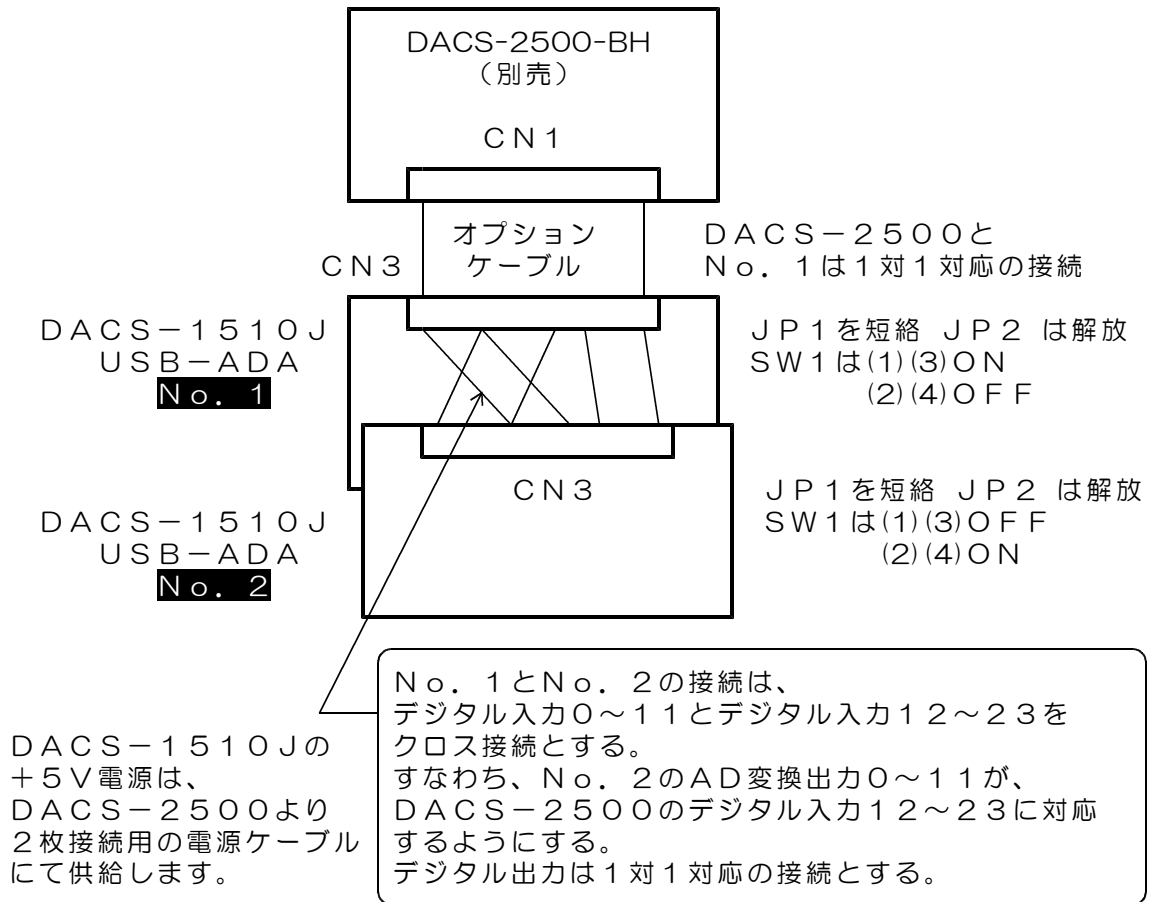 DACS-2500-BH
(別売)
CN1
オプション
ケーブル
DACS-2500と
No. 1は1対1対応の接続
CN3
DACS-1510J
USB-ADA
No. 1
JP1を短絡 JP2 は解放
SW1は(1)(3)ON
(2)(4)OFF
CN3
DACS-1510J
USB-ADA
No. 2
JP1を短絡 JP2 は解放
SW1は(1)(3)OFF
(2)(4)ON
DACS-1510Jの
+5V電源は、
DACS-2500より
2枚接続用の電源ケーブル
にて供給します。
No. 1とNo. 2の接続は、
デジタル入力0~11とデジタル入力12~23を
クロス接続とする。
すなわち、No. 2のAD変換出力0~11が、
DACS-2500のデジタル入力12~23に対応
するようにする。
デジタル出力は1対1対応の接続とする。